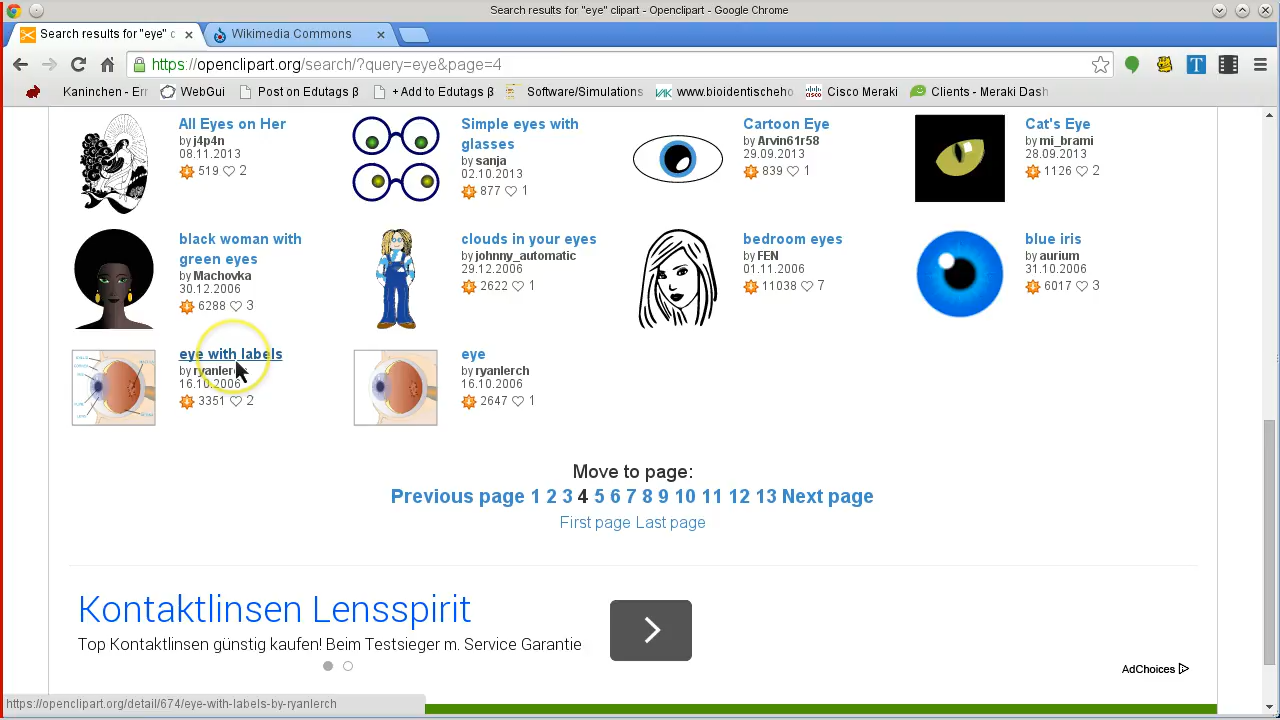 Search results for "eye" clipart - Openclipart - Google Chrome
Search results for "eye" c
Wikimedia Commons
https://openclipart.org/search/?query=eye&page=4
Kaninchen - Err
WebGui
Post on Edutags β
+ Add to Edutags β
Software/Simulations
www.bioidentischeho
Cisco Meraki
Clients - Meraki Dash
All Eyes on Her
by j4p4n
08.11.2013
519 2
Simple eyes with
glasses
by sanja
02.10.2013
877 1
Cartoon Eye
by Arvin61r58
29.09.2013
839 1
Cat's Eye
by mi_brami
28.09.2013
1126 2
black woman with
green eyes
by Machovka
30.12.2006
6288 3
clouds in your eyes
by johnny_automatic
29.12.2006
2622 1
bedroom eyes
by FEN
01.11.2006
11038 7
blue iris
by aurium
31.10.2006
6017 3
eye with labels
by ryanlerch
16.10.2006
3351 2
eye
by ryanlerch
16.10.2006
2647 1
Move to page:
Previous page 1 2 3 4 5 6 7 8 9 10 11 12 13 Next page
First page Last page
Kontaktlinsen Lensspirit
Top Kontaktlinsen günstig kaufen! Beim Testsieger m. Service Garantie
AdChoices
https://openclipart.org/detail/674/eye-with-labels-by-ryanlerch